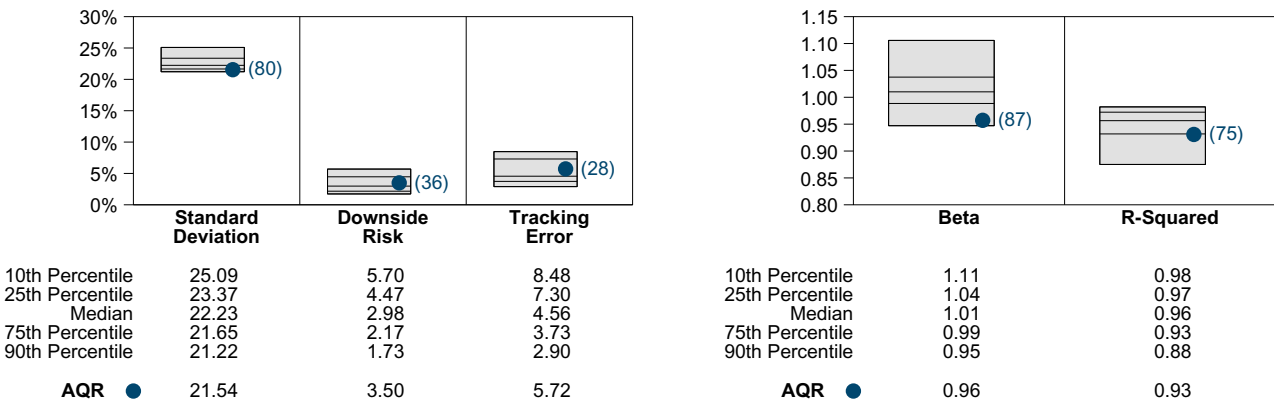 30%
25%
20%
15%
10%
5%
0%
(80)
(36)
(28)
Standard Deviation
Downside Risk
Tracking Error
10th Percentile 25.09 5.70 8.48
25th Percentile 23.37 4.47 7.30
Median 22.23 2.98 4.56
75th Percentile 21.65 2.17 3.73
90th Percentile 21.22 1.73 2.90
AQR 21.54 3.50 5.72
1.15
1.10
1.05
1.00
0.95
0.90
0.85
0.80
(87)
(75)
Beta R-Squared
10th Percentile 1.11 0.98
25th Percentile 1.04 0.97
Median 1.01 0.96
75th Percentile 0.99 0.93
90th Percentile 0.95 0.88
AQR 0.96 0.93